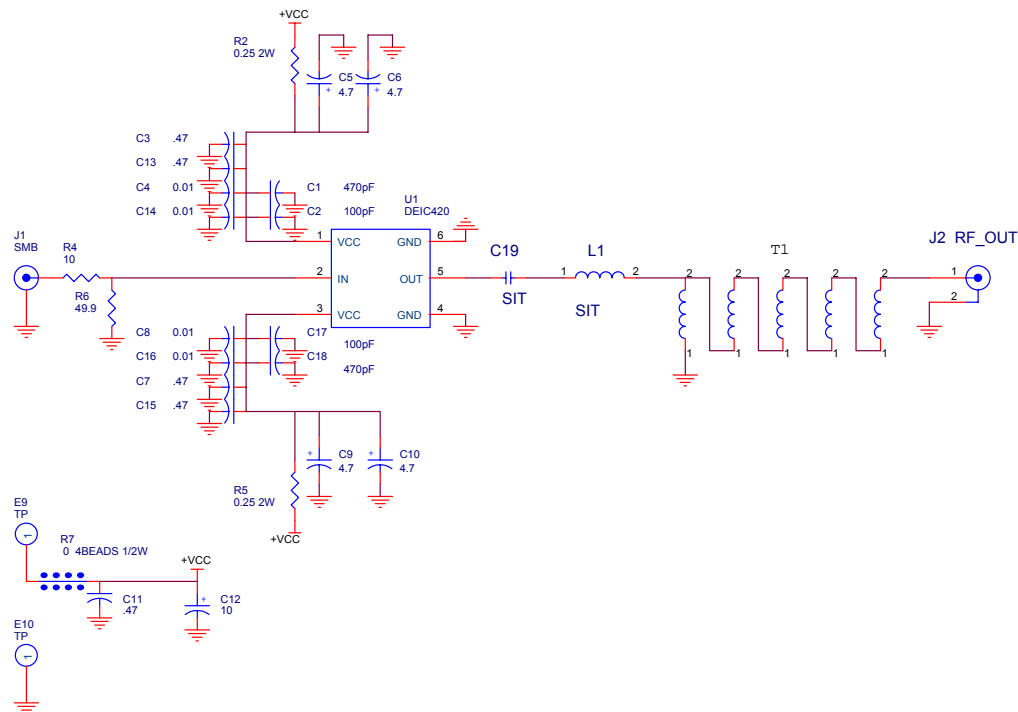 +VCC
R2
0.25 2W
C5
4.7
+
C6
4.7
+
C3 .47
C13 .47
C4 0.01
C14 0.01
C1 470pF
C2 100pF
U1
DEIC420
1 VCC GND 6
2 IN OUT 5
3 VCC GND 4
J1
SMB
R4
10
R6
49.9
C19
SIT
1 L1 2
SIT
T1
2 2 2 2 2
1 1 1 1 1
J2 RF_OUT
1
2
C8 0.01
C16 0.01
C7 .47
C15 .47
C17
100pF
C18
470pF
+
C9
4.7
+
C10
4.7
R5
0.25 2W
+VCC
E9
TP
1
R7
0 4BEADS 1/2W
+VCC
C11
.47
+
C12
10
E10
TP
1